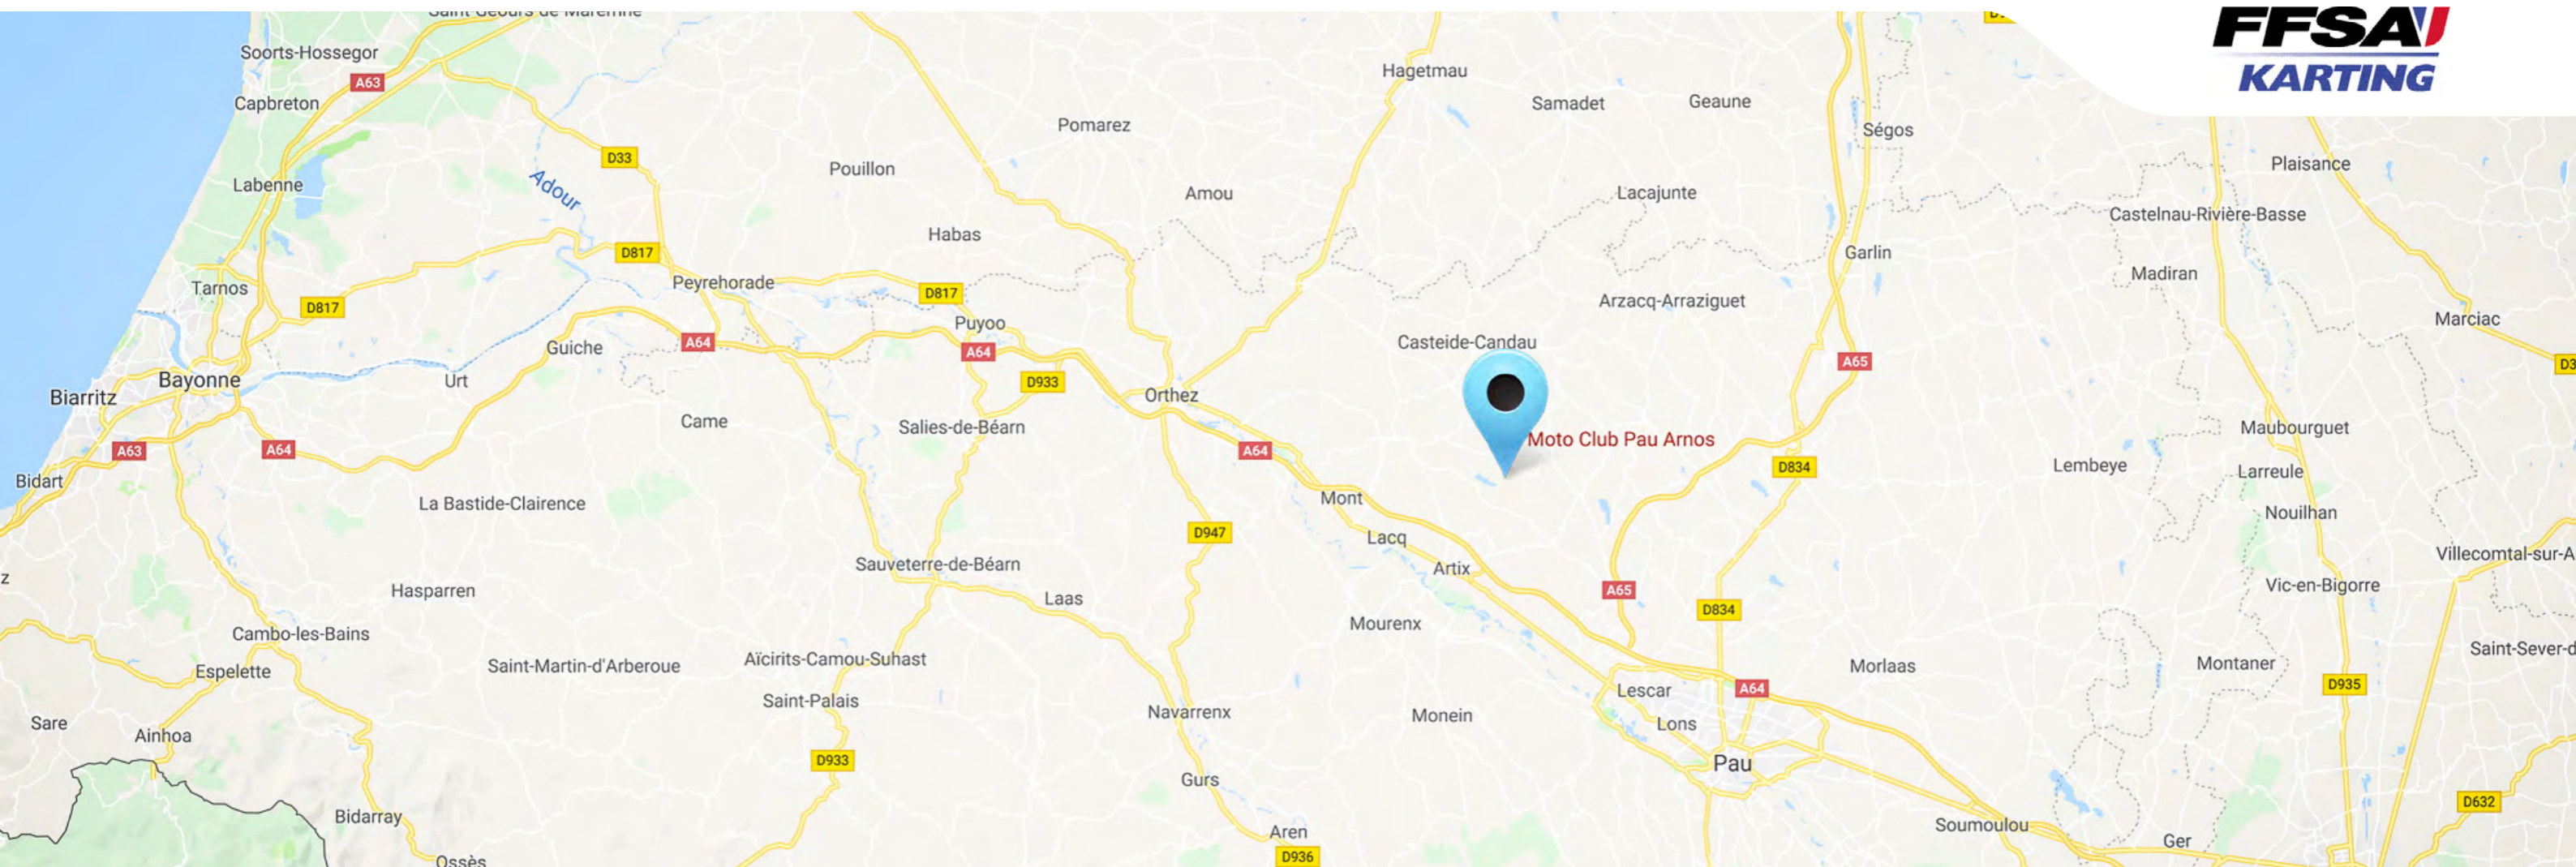 Saint-Geours de Maremne
FFSA
KARTING
Soorts-Hossegor
A63
Hagetmau
Capbreton
Samadet
Geaune
Pomarez
Ségos
D33
Pouillon
Plaisance
Labenne
Adour
Amou
Lacajunte
Castelnau-Rivière-Basse
Habas
D817
Garlin
Madiran
Peyrehorade
Tarnos
D817
D817
Arzacq-Arraziguet
Puyoo
Marciac
A64
Guiche
A64
Casteide-Candau
A65
D3
Bayonne
Urt
D933
Biarritz
Orthez
Came
Salies-de-Béarn
Maubourguet
Moto Club Pau Arnos
A63
A64
A64
D834
Lembeye
Larreule
Bidart
La Bastide-Clairence
Mont
Nouilhan
D947
Lacq
Villecomtal-sur-A
Sauveterre-de-Béarn
Artix
z
Hasparren
A65
Vic-en-Bigorre
Laas
D834
Mourenx
Cambo-les-Bains
Saint-Sever-d
Espelette
Saint-Martin-d'Arberoue
Aïcirits-Camou-Suhast
Morlaas
Montaner
Lescar
A64
D935
Saint-Palais
Navarrenx
Monein
Sare
Lons
Ainhoa
D933
Pau
Gurs
D632
Bidarray
Soumoulou
Aren
Ger
D936
Ossès